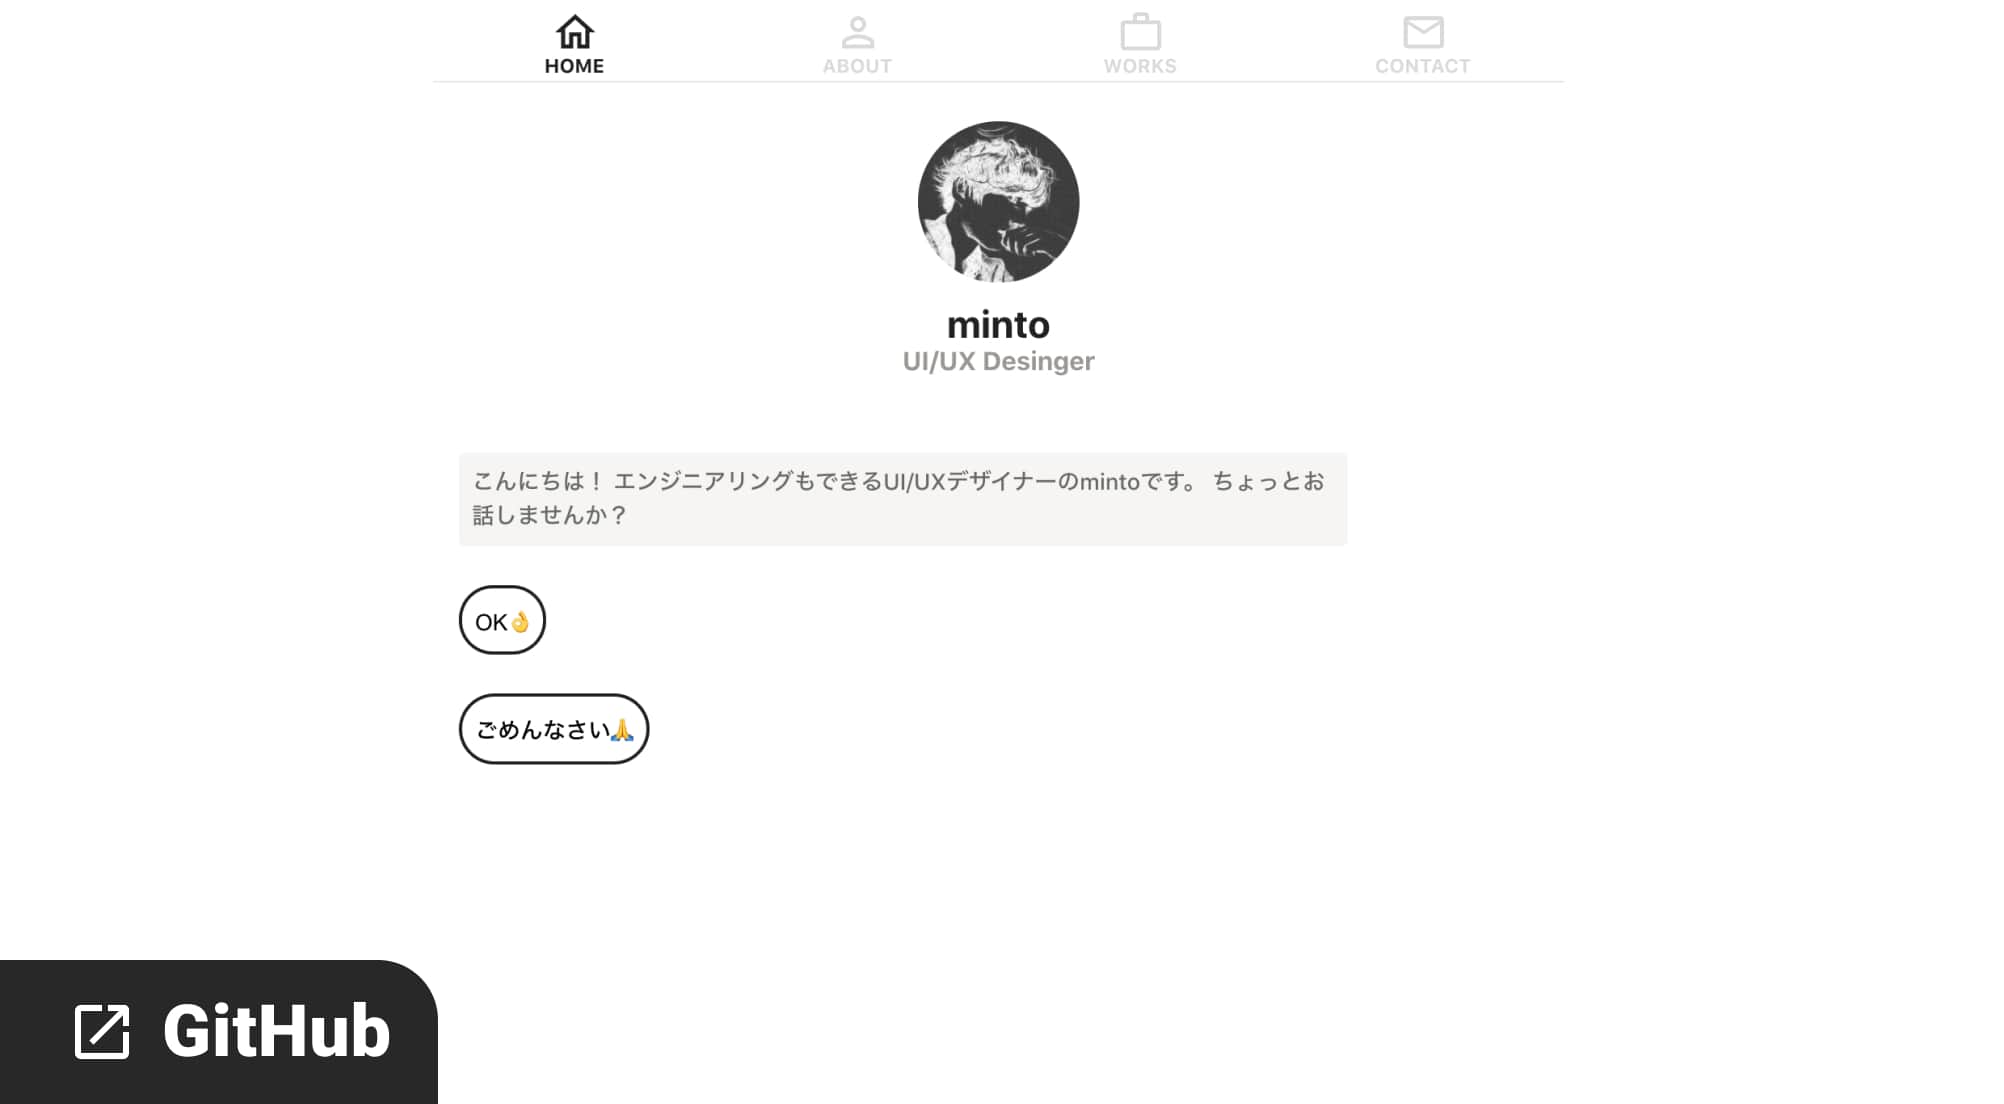 HOME
ABOUT
WORKS
CONTACT
minto
UI/UX Desinger
こんにちは！ エンジニアリングもできるUI/UXデザイナーのmintoです。 ちょっとお
話しませんか？
OK👌
ごめんなさい🙏
GitHub